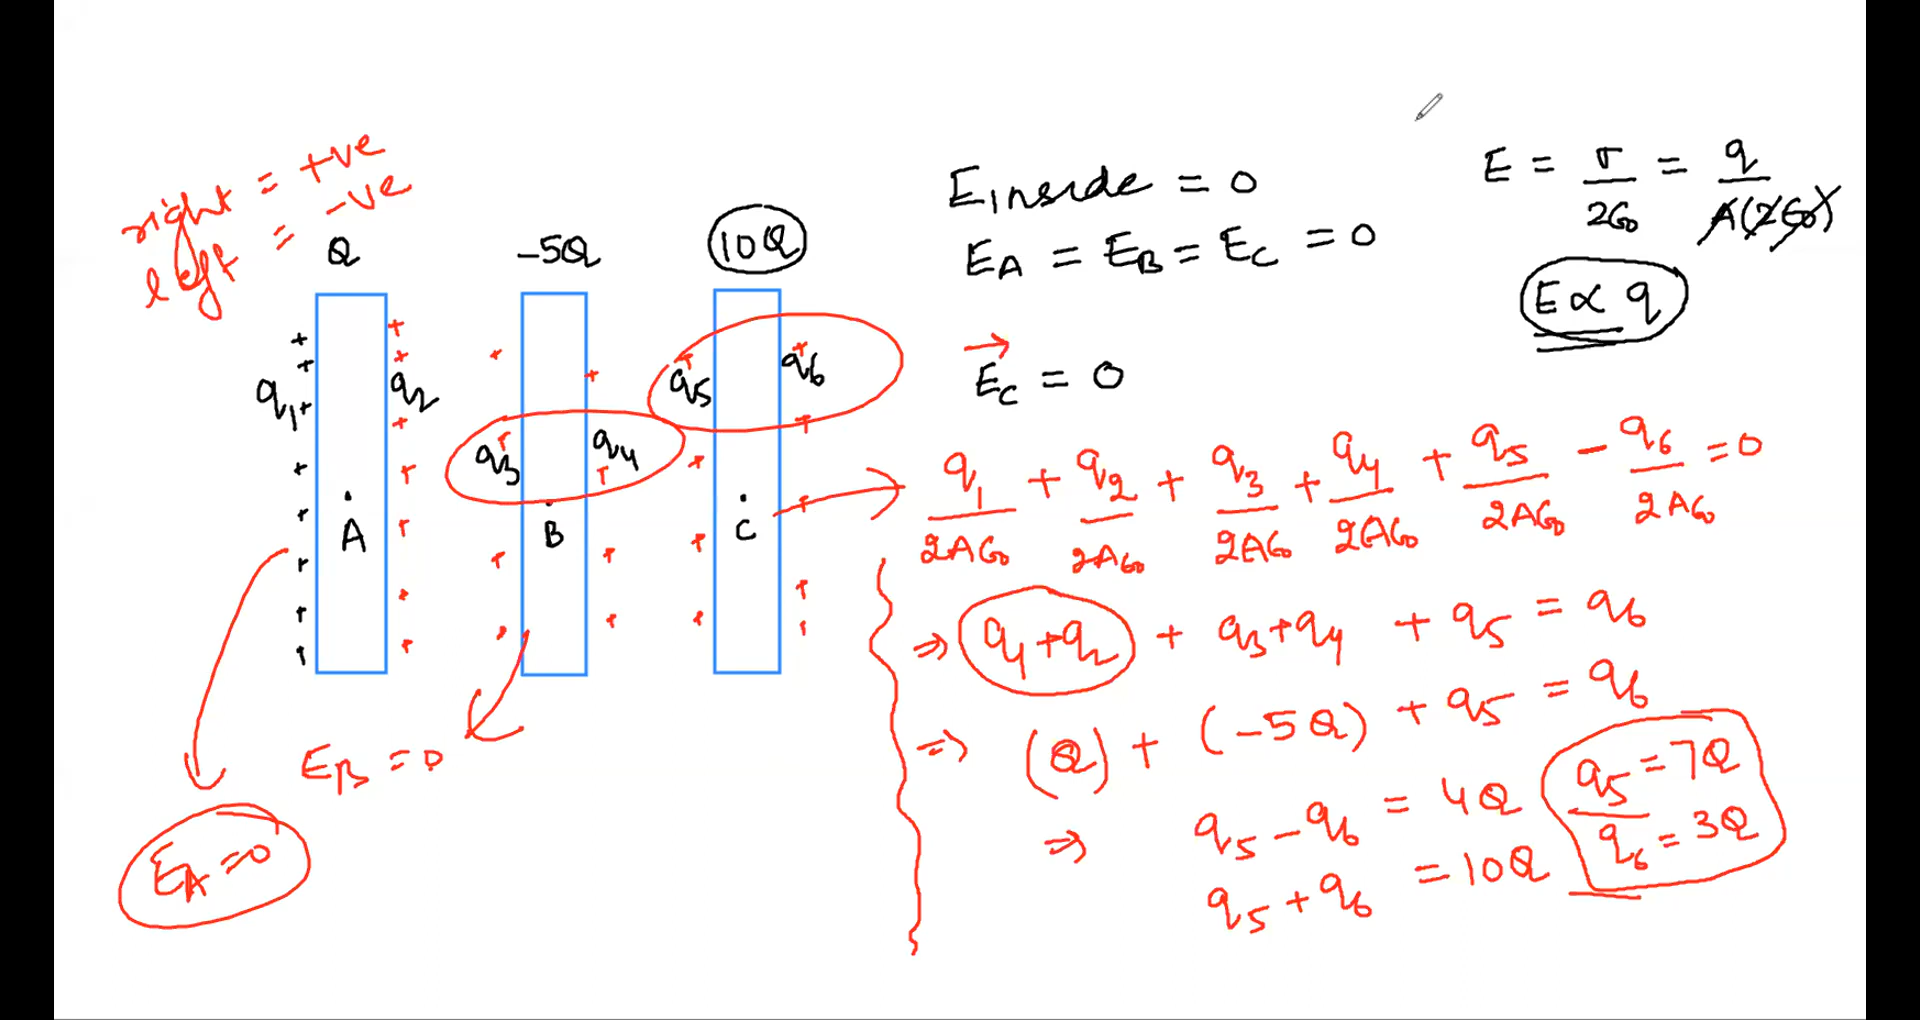 right = +ve
left = -ve
Q
-5Q
10Q
q1
q2
q3
q4
q5
q6
A
B
C
EB = 0
EA = 0
Einside = 0
EA = EB = EC = 0
EC = 0
E = σ/2ε0 = q/A(2ε0)
E ∝ q
q1/2Aε0 + q2/2Aε0 + q3/2Aε0 + q4/2Aε0 + q5/2Aε0 - q6/2Aε0 = 0
⇒ q1+q2 + q3+q4 + q5 = q6
⇒ (Q) + (-5Q) + q5 = q6
⇒ q5 - q6 = 4Q
q5 + q6 = 10Q
q5 = 7Q
q6 = 3Q